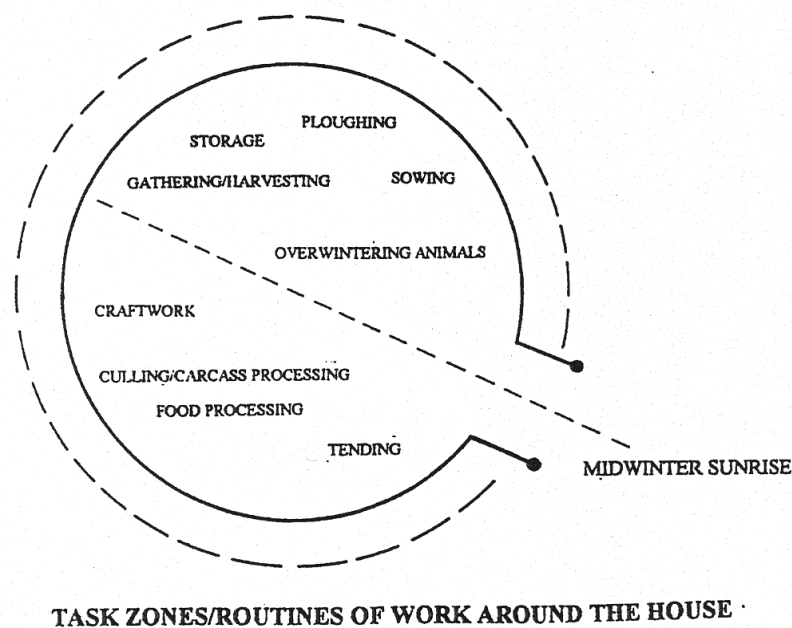 PLOUGHING
STORAGE
GATHERING/HARVESTING
SOWING
OVERWINTERING ANIMALS
CRAFTWORK
CULLING/CARCASS PROCESSING
FOOD PROCESSING
TENDING
MIDWINTER SUNRISE
TASK ZONES/ROUTINES OF WORK AROUND THE HOUSE